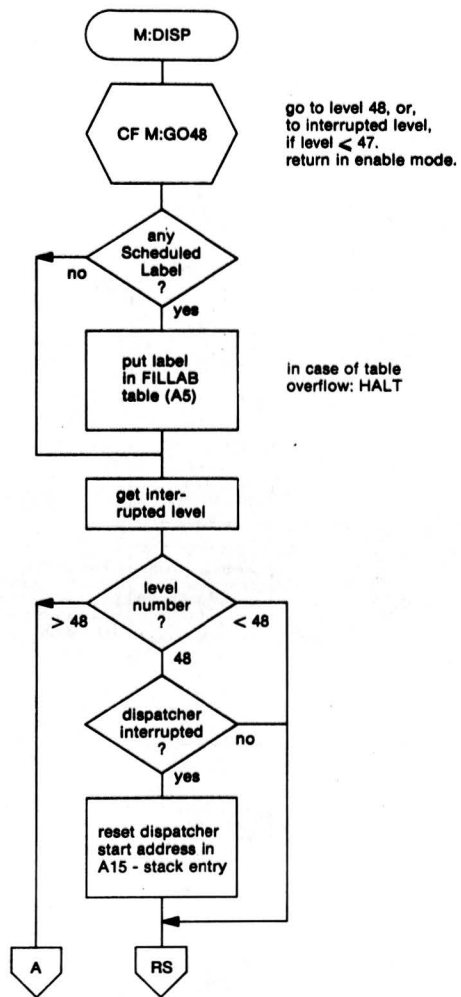 M:DISP
CF M:GO48
go to level 48, or,
to interrupted level,
if level ⩽ 47.
return in enable mode.
any
Scheduled
Label
?
no
yes
put label
in FILLAB
table (A5)
in case of table
overflow: HALT
get inter-
rupted level
level
number
?
> 48
< 48
48
dispatcher
interrupted
?
no
yes
reset dispatcher
start address in
A15 - stack entry
A
RS